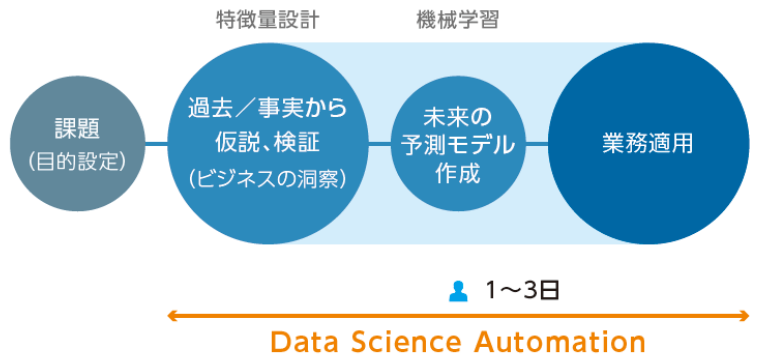 特徴量設計
機械学習
課題
（目的設定）
過去／事実から
仮説、検証
（ビジネスの洞察）
未来の
予測モデル
作成
業務適用
1〜3日
Data Science Automation